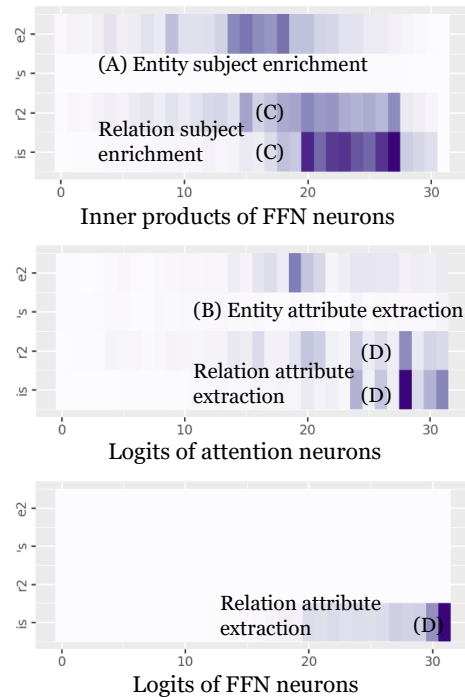 e2
(A) Entity subject enrichment
's
r2
(C)
Relation subject
enrichment
(C)
is
0 10 20 30
Inner products of FFN neurons
e2
(B) Entity attribute extraction
's
r2
(D)
Relation attribute
extraction
(D)
is
0 10 20 30
Logits of attention neurons
e2
's
r2
Relation attribute
extraction
(D)
is
0 10 20 30
Logits of FFN neurons